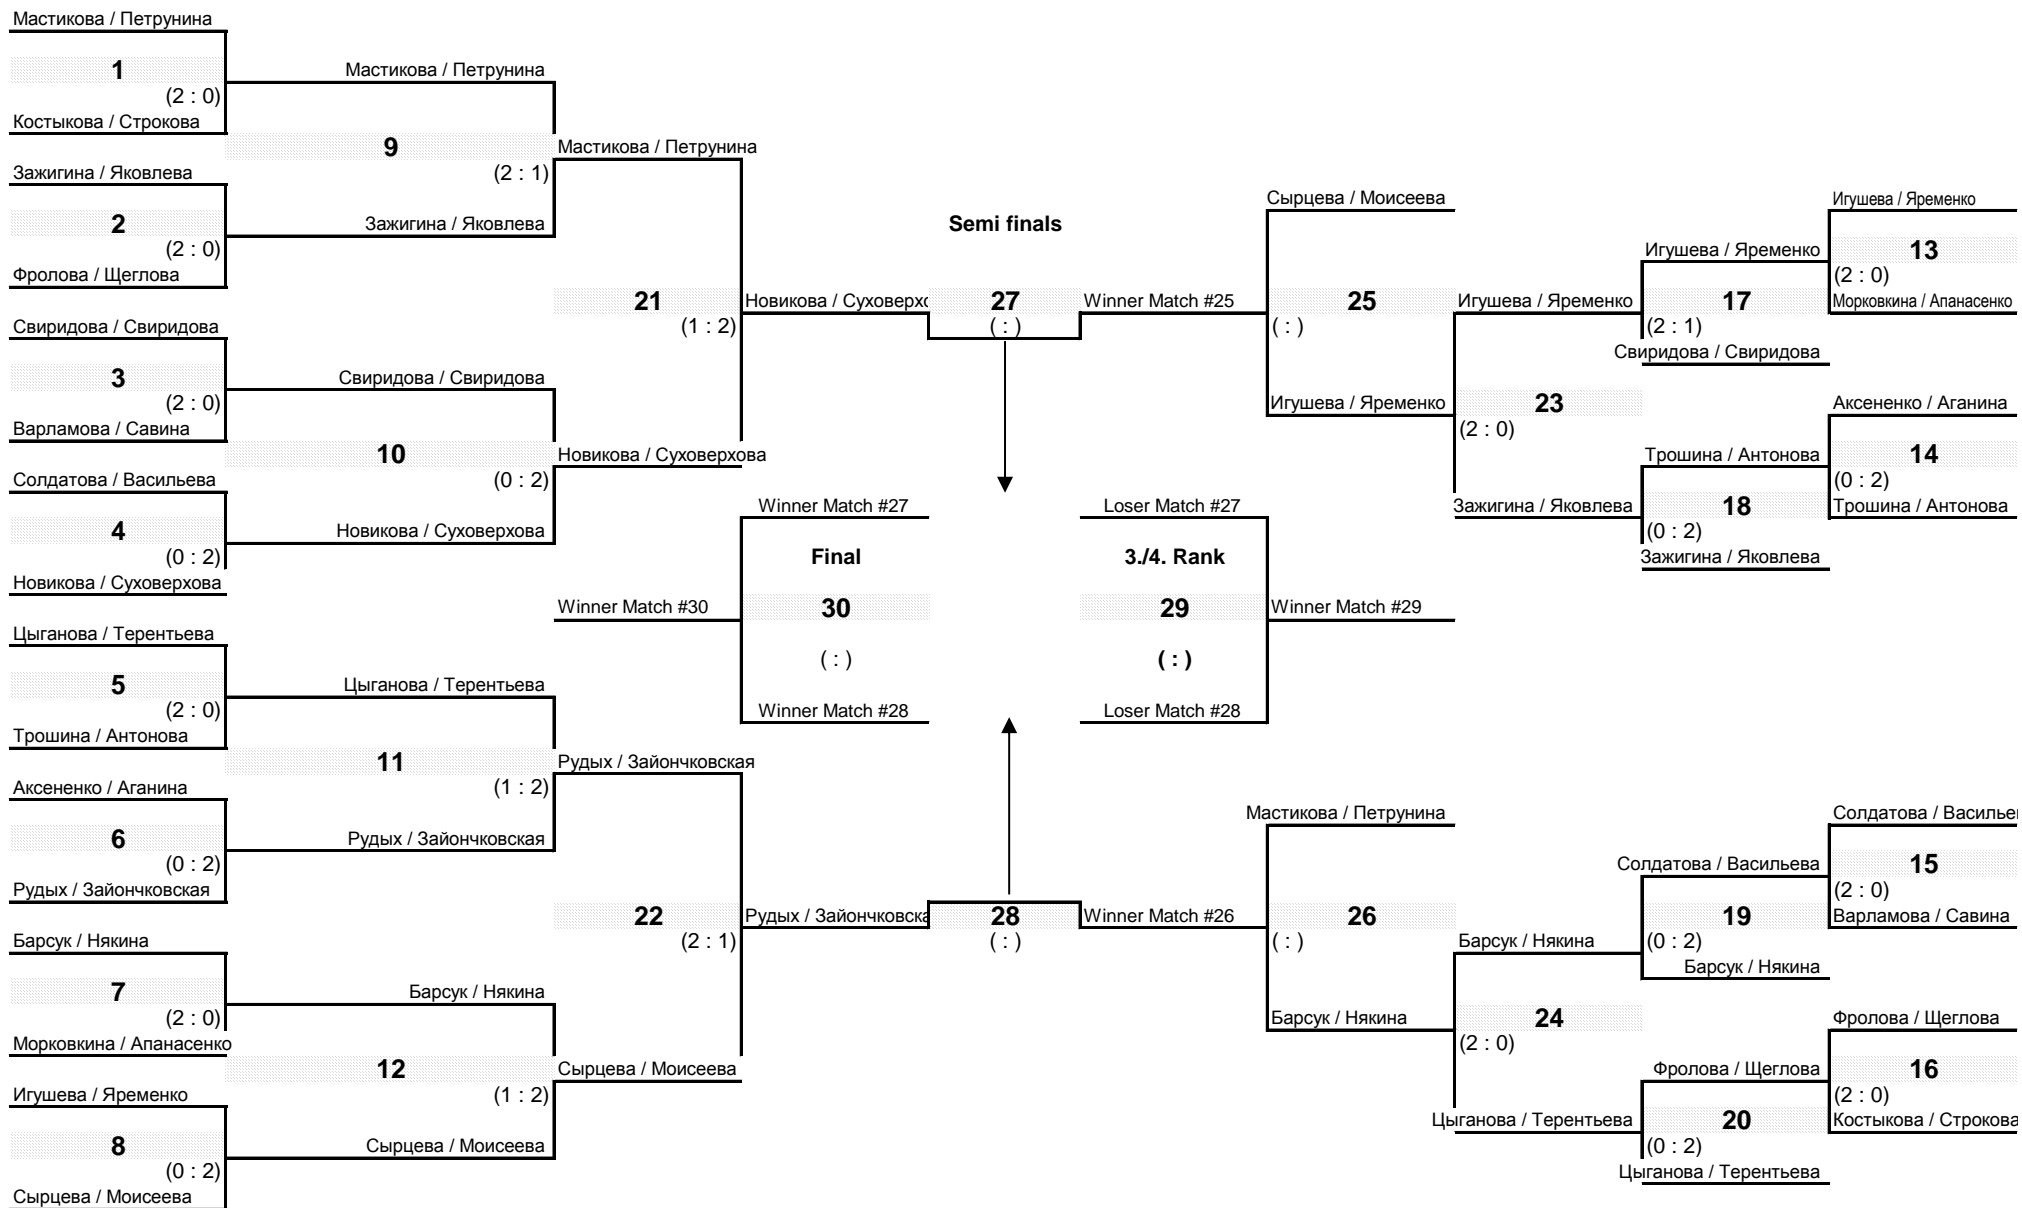 Мастикова / Петрунина
1
(2 : 0)
Костыкова / Строкова
Зажигина / Яковлева
2
(2 : 0)
Фролова / Щеглова
Свиридова / Свиридова
3
(2 : 0)
Варламова / Савина
Солдатова / Васильева
4
(0 : 2)
Новикова / Суховерхова
Цыганова / Терентьева
5
(2 : 0)
Трошина / Антонова
Аксененко / Аганина
6
(0 : 2)
Рудых / Зайончковская
Барсук / Някина
7
(2 : 0)
Морковкина / Апанасенко
Игушева / Яременко
8
(0 : 2)
Сырцева / Моисеева
Мастикова / Петрунина
9
(2 : 1)
Зажигина / Яковлева
Свиридова / Свиридова
10
(0 : 2)
Новикова / Суховерхова
Цыганова / Терентьева
11
(1 : 2)
Рудых / Зайончковская
Барсук / Някина
12
(1 : 2)
Сырцева / Моисеева
Мастикова / Петрунина
21
(1 : 2)
Новикова / Суховерхова
Рудых / Зайончковская
22
(2 : 1)
Сырцева / Моисеева
Semi finals
Новикова / Суховерхо
27
( : )
Winner Match #25
Winner Match #27
Final
30
( : )
Winner Match #28
Winner Match #30
Loser Match #27
3./4. Rank
29
( : )
Loser Match #28
Winner Match #29
Рудых / Зайончковска
28
( : )
Winner Match #26
Сырцева / Моисеева
25
( : )
Игушева / Яременко
Мастикова / Петрунина
26
( : )
Барсук / Някина
Игушева / Яременко
23
(2 : 0)
Зажигина / Яковлева
Барсук / Някина
24
(2 : 0)
Цыганова / Терентьева
Игушева / Яременко
17
(2 : 1)
Свиридова / Свиридова
Трошина / Антонова
18
(0 : 2)
Зажигина / Яковлева
Солдатова / Васильева
19
(0 : 2)
Барсук / Някина
Фролова / Щеглова
20
(0 : 2)
Цыганова / Терентьева
Игушева / Яременко
13
(2 : 0)
Морковкина / Апанасенко
Аксененко / Аганина
14
(0 : 2)
Трошина / Антонова
Солдатова / Василье
15
(2 : 0)
Варламова / Савина
Фролова / Щеглова
16
(2 : 0)
Костыкова / Строкова